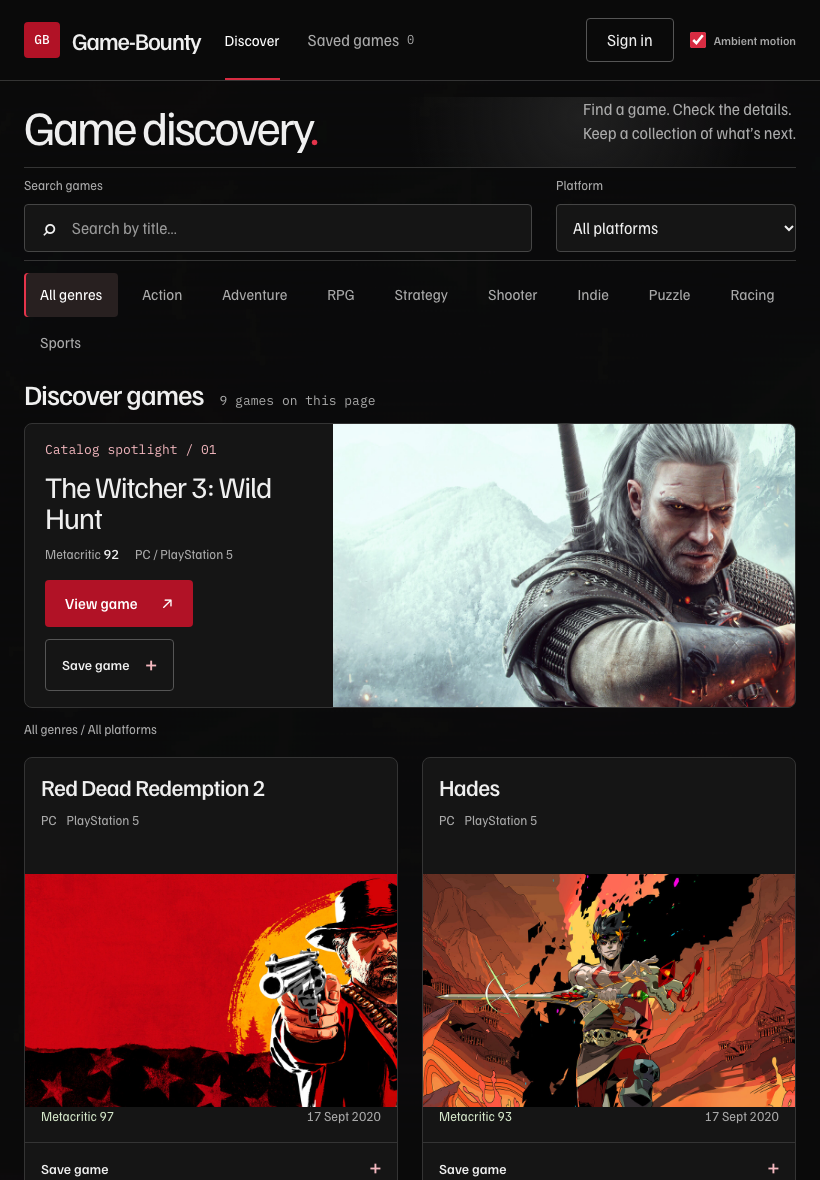 GB
Game-Bounty
Discover
Saved games 0
Sign in
Ambient motion
Game discovery.
Find a game. Check the details.
Keep a collection of what's next.
Search games
Platform
Search by title...
All platforms
All genres
Action
Adventure
RPG
Strategy
Shooter
Indie
Puzzle
Racing
Sports
Discover games
9 games on this page
Catalog spotlight / 01
The Witcher 3: Wild
Hunt
Metacritic 92
PC / PlayStation 5
View game
Save game +
All genres / All platforms
Red Dead Redemption 2
PC PlayStation 5
Metacritic 97
17 Sept 2020
Save game +
Hades
PC PlayStation 5
Metacritic 93
17 Sept 2020
Save game +